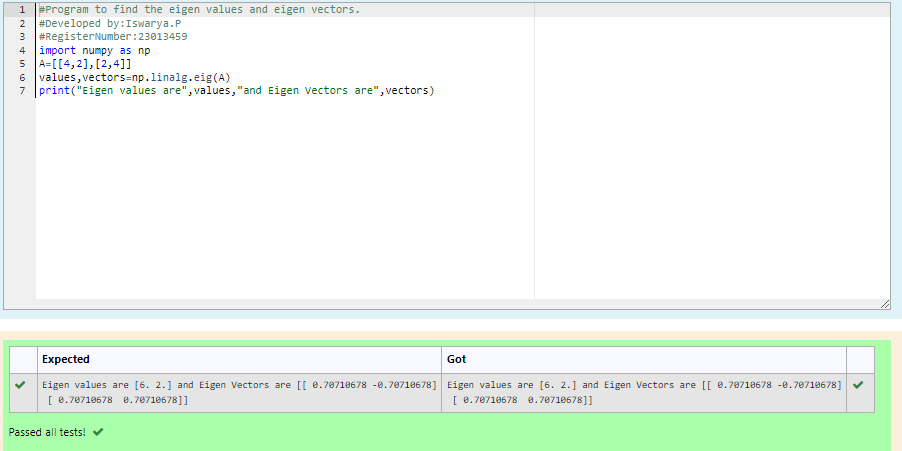 1 #Program to find the eigen values and eigen vectors.
2 #Developed by:Iswarya.P
3 #RegisterNumber:23013459
4 import numpy as np
5 A=[[4,2],[2,4]]
6 values,vectors=np.linalg.eig(A)
7 print("Eigen values are",values,"and Eigen Vectors are",vectors)
Expected Got
Eigen values are [6. 2.] and Eigen Vectors are [[ 0.70710678 -0.70710678] Eigen values are [6. 2.] and Eigen Vectors are [[ 0.70710678 -0.70710678]
[ 0.70710678 0.70710678]] [ 0.70710678 0.70710678]]
Passed all tests!